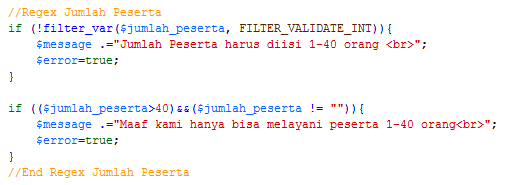 //Regex Jumlah Peserta
if (!filter_var($jumlah_peserta, FILTER_VALIDATE_INT)){
    $message .="Jumlah Peserta harus diisi 1-40 orang <br>";
    $error=true;
}

if (($jumlah_peserta>40)&&($jumlah_peserta != "")){
    $message .="Maaf kami hanya bisa melayani peserta 1-40 orang<br>";
    $error=true;
}
//End Regex Jumlah Peserta